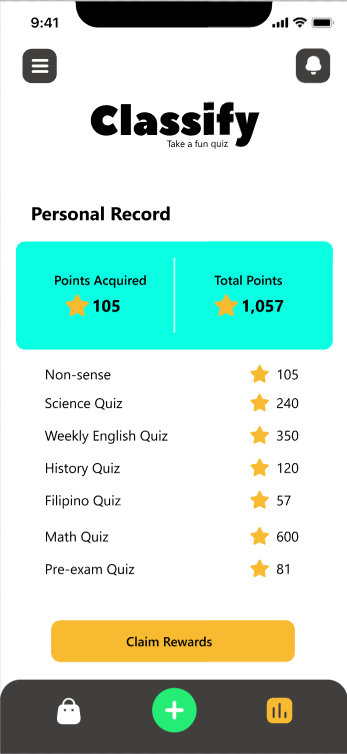 9:41
Classify
Take a fun quiz
Personal Record
Points Acquired Total Points
105 1,057
Non-sense 105
Science Quiz 240
Weekly English Quiz 350
History Quiz 120
Filipino Quiz 57
Math Quiz 600
Pre-exam Quiz 81
Claim Rewards